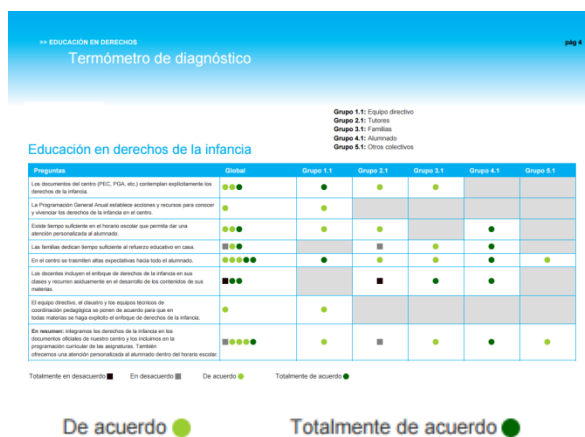 >> EDUCACIÓN EN DERECHOS
pág 4
Termómetro de diagnóstico
Grupo 1.1: Equipo directivo
Grupo 2.1: Tutores
Grupo 3.1: Familias
Grupo 4.1: Alumnado
Grupo 5.1: Otros colectivos
Educación en derechos de la infancia
Preguntas Global Grupo 1.1 Grupo 2.1 Grupo 3.1 Grupo 4.1 Grupo 5.1
Los documentos del centro (PEC, PGA, etc.) contemplan explícitamente los
derechos de la infancia.
La Programación General Anual establece acciones y recursos para conocer
y vivenciar los derechos de la infancia en el centro.
Existe tiempo suficiente en el horario escolar que permita dar una
atención personalizada al alumnado.
Las familias dedican tiempo suficiente al refuerzo educativo en casa.
En el centro se trasmiten altas expectativas hacia todo el alumnado.
Los docentes incluyen el enfoque de derechos de la infancia en sus
clases y recurren asiduamente en el desarrollo de los contenidos de sus
materias.
El equipo directivo, el claustro y los equipos técnicos de
coordinación pedagógica se ponen de acuerdo para que en
todas materias se haga explícito el enfoque de derechos de la infancia.
En resumen: integramos los derechos de la infancia en los
documentos oficiales de nuestro centro y los incluimos en la
programación curricular de las asignaturas. También
ofrecemos una atención personalizada al alumnado dentro del horario escolar.
Totalmente en desacuerdo En desacuerdo De acuerdo Totalmente de acuerdo
De acuerdo Totalmente de acuerdo